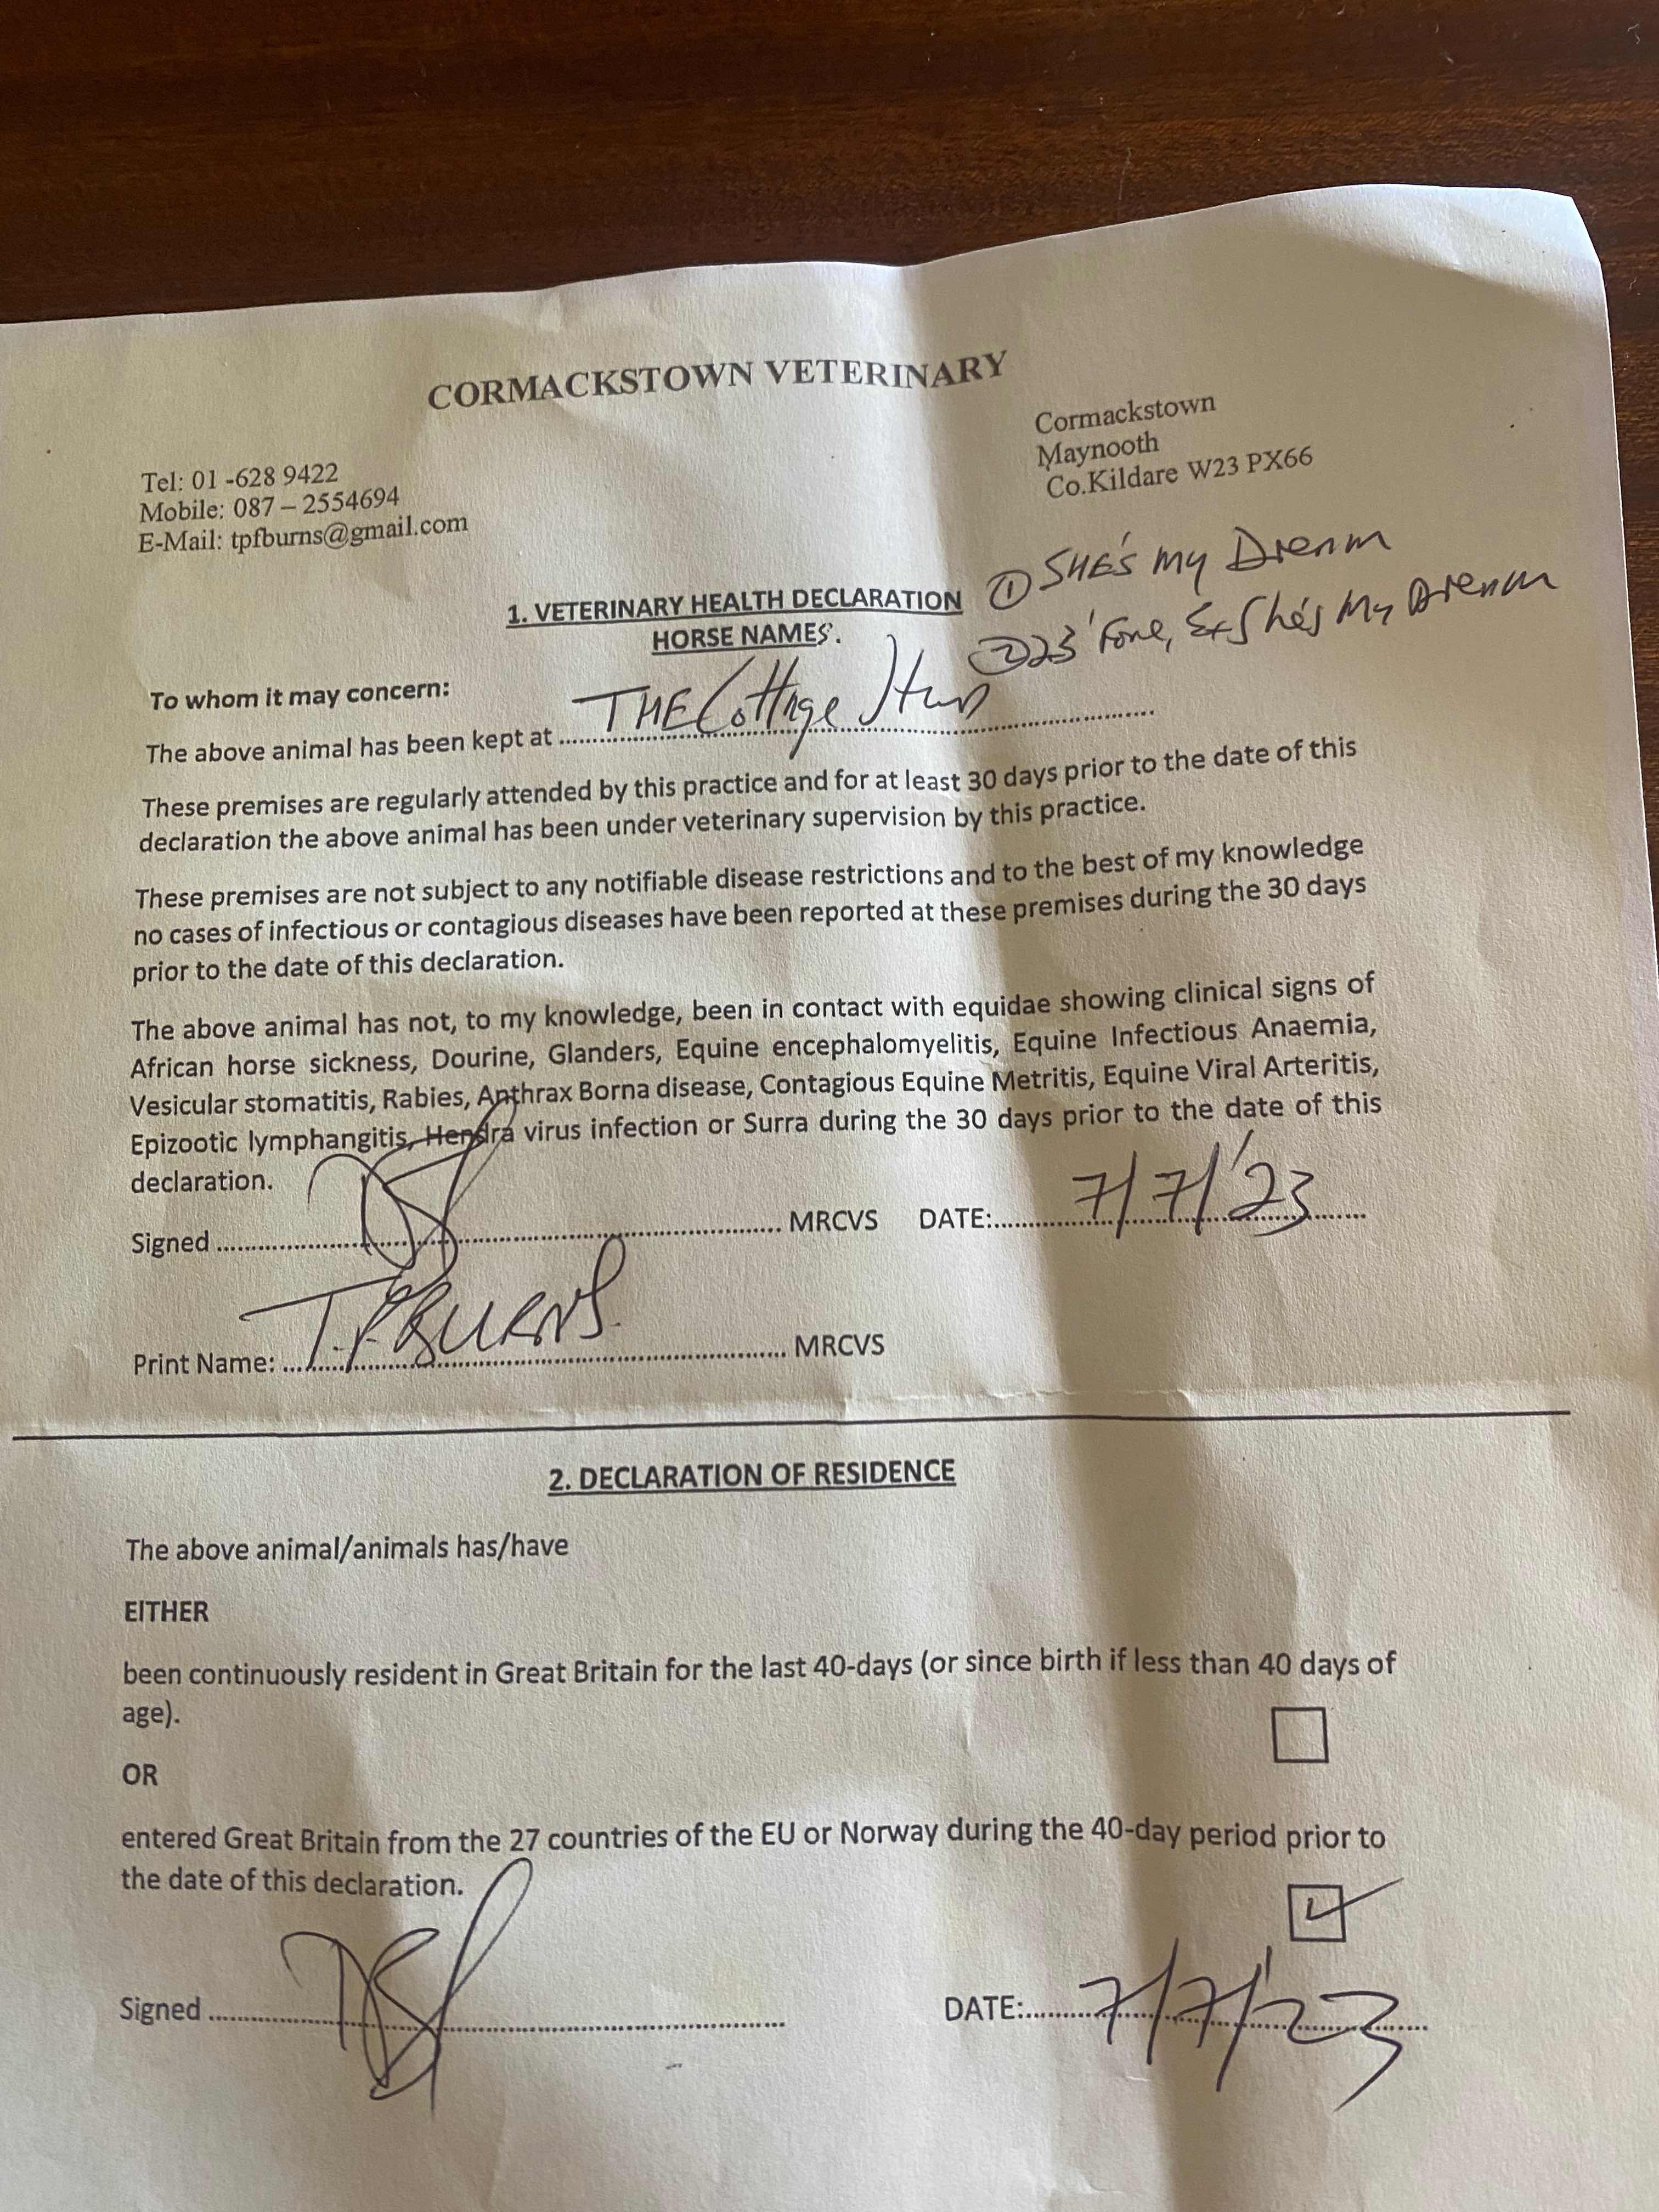 CORMACKSTOWN VETERINARY
Tel: 01 -628 9422
Mobile: 087 – 2554694
E-Mail: tpfburns@gmail.com
Cormackstown
Maynooth
Co.Kildare W23 PX66
1. VETERINARY HEALTH DECLARATION
HORSE NAMES.
① SHE'S My Dream
② 23' Foal, Ex She's My Dream
To whom it may concern:
The above animal has been kept at THE Cottage Stud
These premises are regularly attended by this practice and for at least 30 days prior to the date of this
declaration the above animal has been under veterinary supervision by this practice.
These premises are not subject to any notifiable disease restrictions and to the best of my knowledge
no cases of infectious or contagious diseases have been reported at these premises during the 30 days
prior to the date of this declaration.
The above animal has not, to my knowledge, been in contact with equidae showing clinical signs of
African horse sickness, Dourine, Glanders, Equine encephalomyelitis, Equine Infectious Anaemia,
Vesicular stomatitis, Rabies, Anthrax Borna disease, Contagious Equine Metritis, Equine Viral Arteritis,
Epizootic lymphangitis, Hendra virus infection or Surra during the 30 days prior to the date of this
declaration.
Signed MRCVS DATE: 7/7/'23
Print Name: T.P.BURNS. MRCVS
2. DECLARATION OF RESIDENCE
The above animal/animals has/have
EITHER
been continuously resident in Great Britain for the last 40-days (or since birth if less than 40 days of
age).
OR
entered Great Britain from the 27 countries of the EU or Norway during the 40-day period prior to
the date of this declaration.
Signed DATE: 7/7/'23